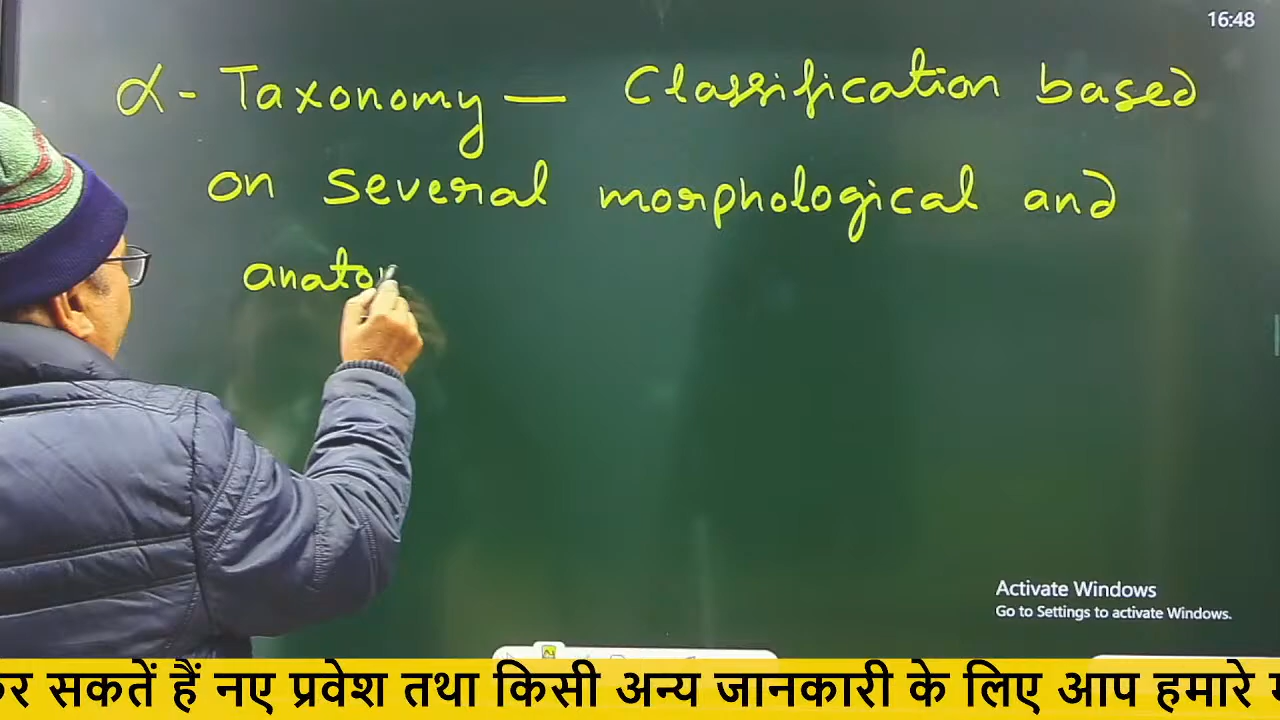 16:48
α- Taxonomy — Classification based
on several morphological and
anato
Activate Windows
Go to Settings to activate Windows.
सकतें हैं नए प्रवेश तथा किसी अन्य जानकारी के लिए आप हमारे